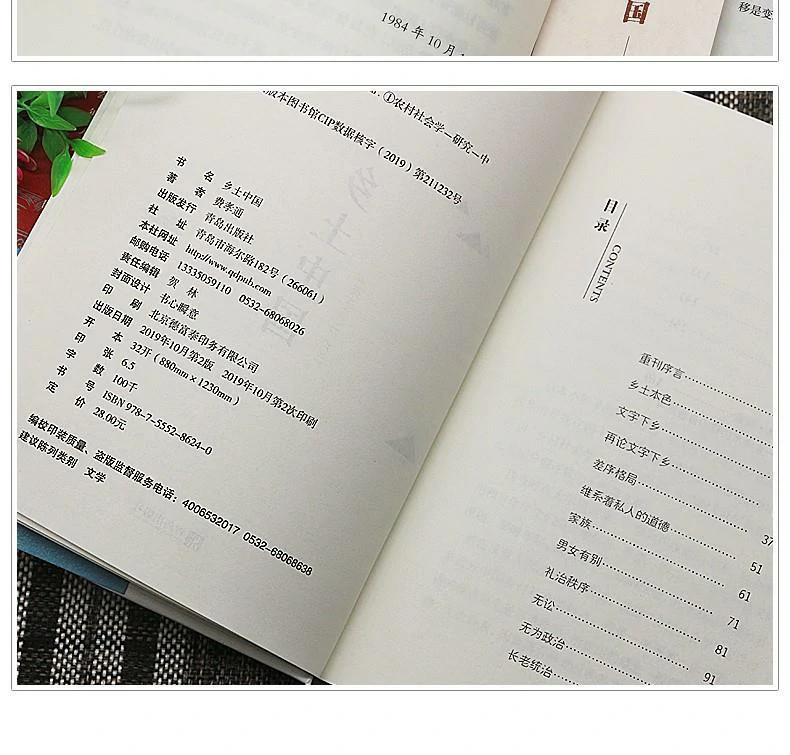 国
移是变
1984 年 10 月 1
①农村社会学—研究—中
版本图书馆CIP数据核字（2019）第211232号
书 名 乡土中国
著 者 费孝通
出版发行 青岛出版社
社 址 青岛市海尔路182号（266061）
本社网址 http://www.qdpub.com
邮购电话 13335059110 0532-68068026
责任编辑 贺 林
封面设计 书心瞬意
印 刷 北京德富泰印务有限公司
出版日期 2019年10月第2版 2019年10月第2次印刷
开 本 32开（880mm×1230mm）
印 张 6.5
字 数 100千
书 号 ISBN 978-7-5552-8624-0
定 价 28.00元
编校印装质量、盗版监督服务电话：4006532017 0532-68068638
建议陈列类别 文学
目录
CONTENTS
重刊序言
乡土本色
文字下乡
再论文字下乡
差序格局
维系着私人的道德 37
家族 51
男女有别 61
礼治秩序 71
无讼 81
无为政治 91
长老统治